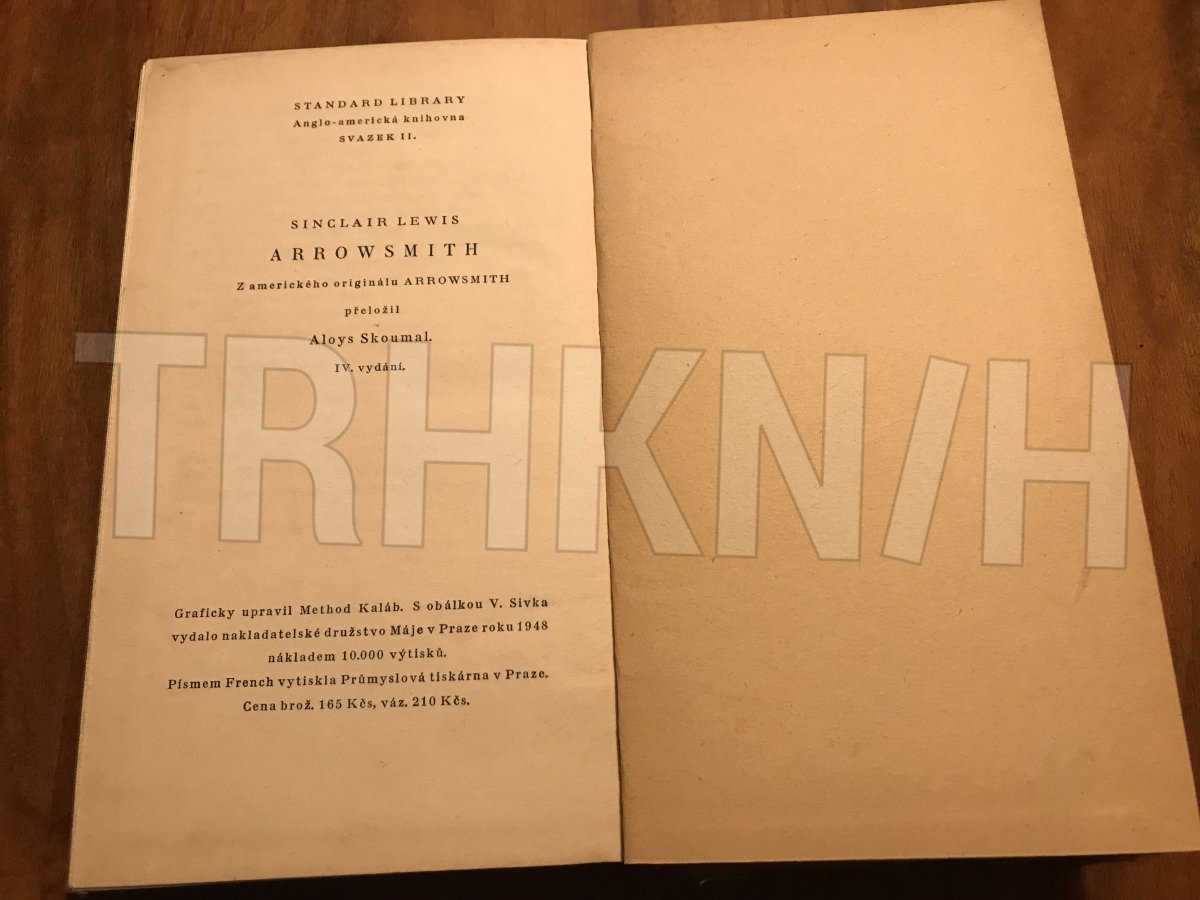 STANDARD LIBRARY
Anglo-americká knihovna
SVAZEK II.
SINCLAIR LEWIS
ARROWSMITH
Z amerického originálu ARROWSMITH
přeložil
Aloys Skoumal.
IV. vydání.
TRHKN/H
Graficky upravil Method Kaláb. S obálkou V. Sivka
vydalo nakladatelské družstvo Máje v Praze roku 1948
nákladem 10.000 výtisků.
Písmem French vytiskla Průmyslová tiskárna v Praze.
Cena brož. 165 Kčs, váz. 210 Kčs.